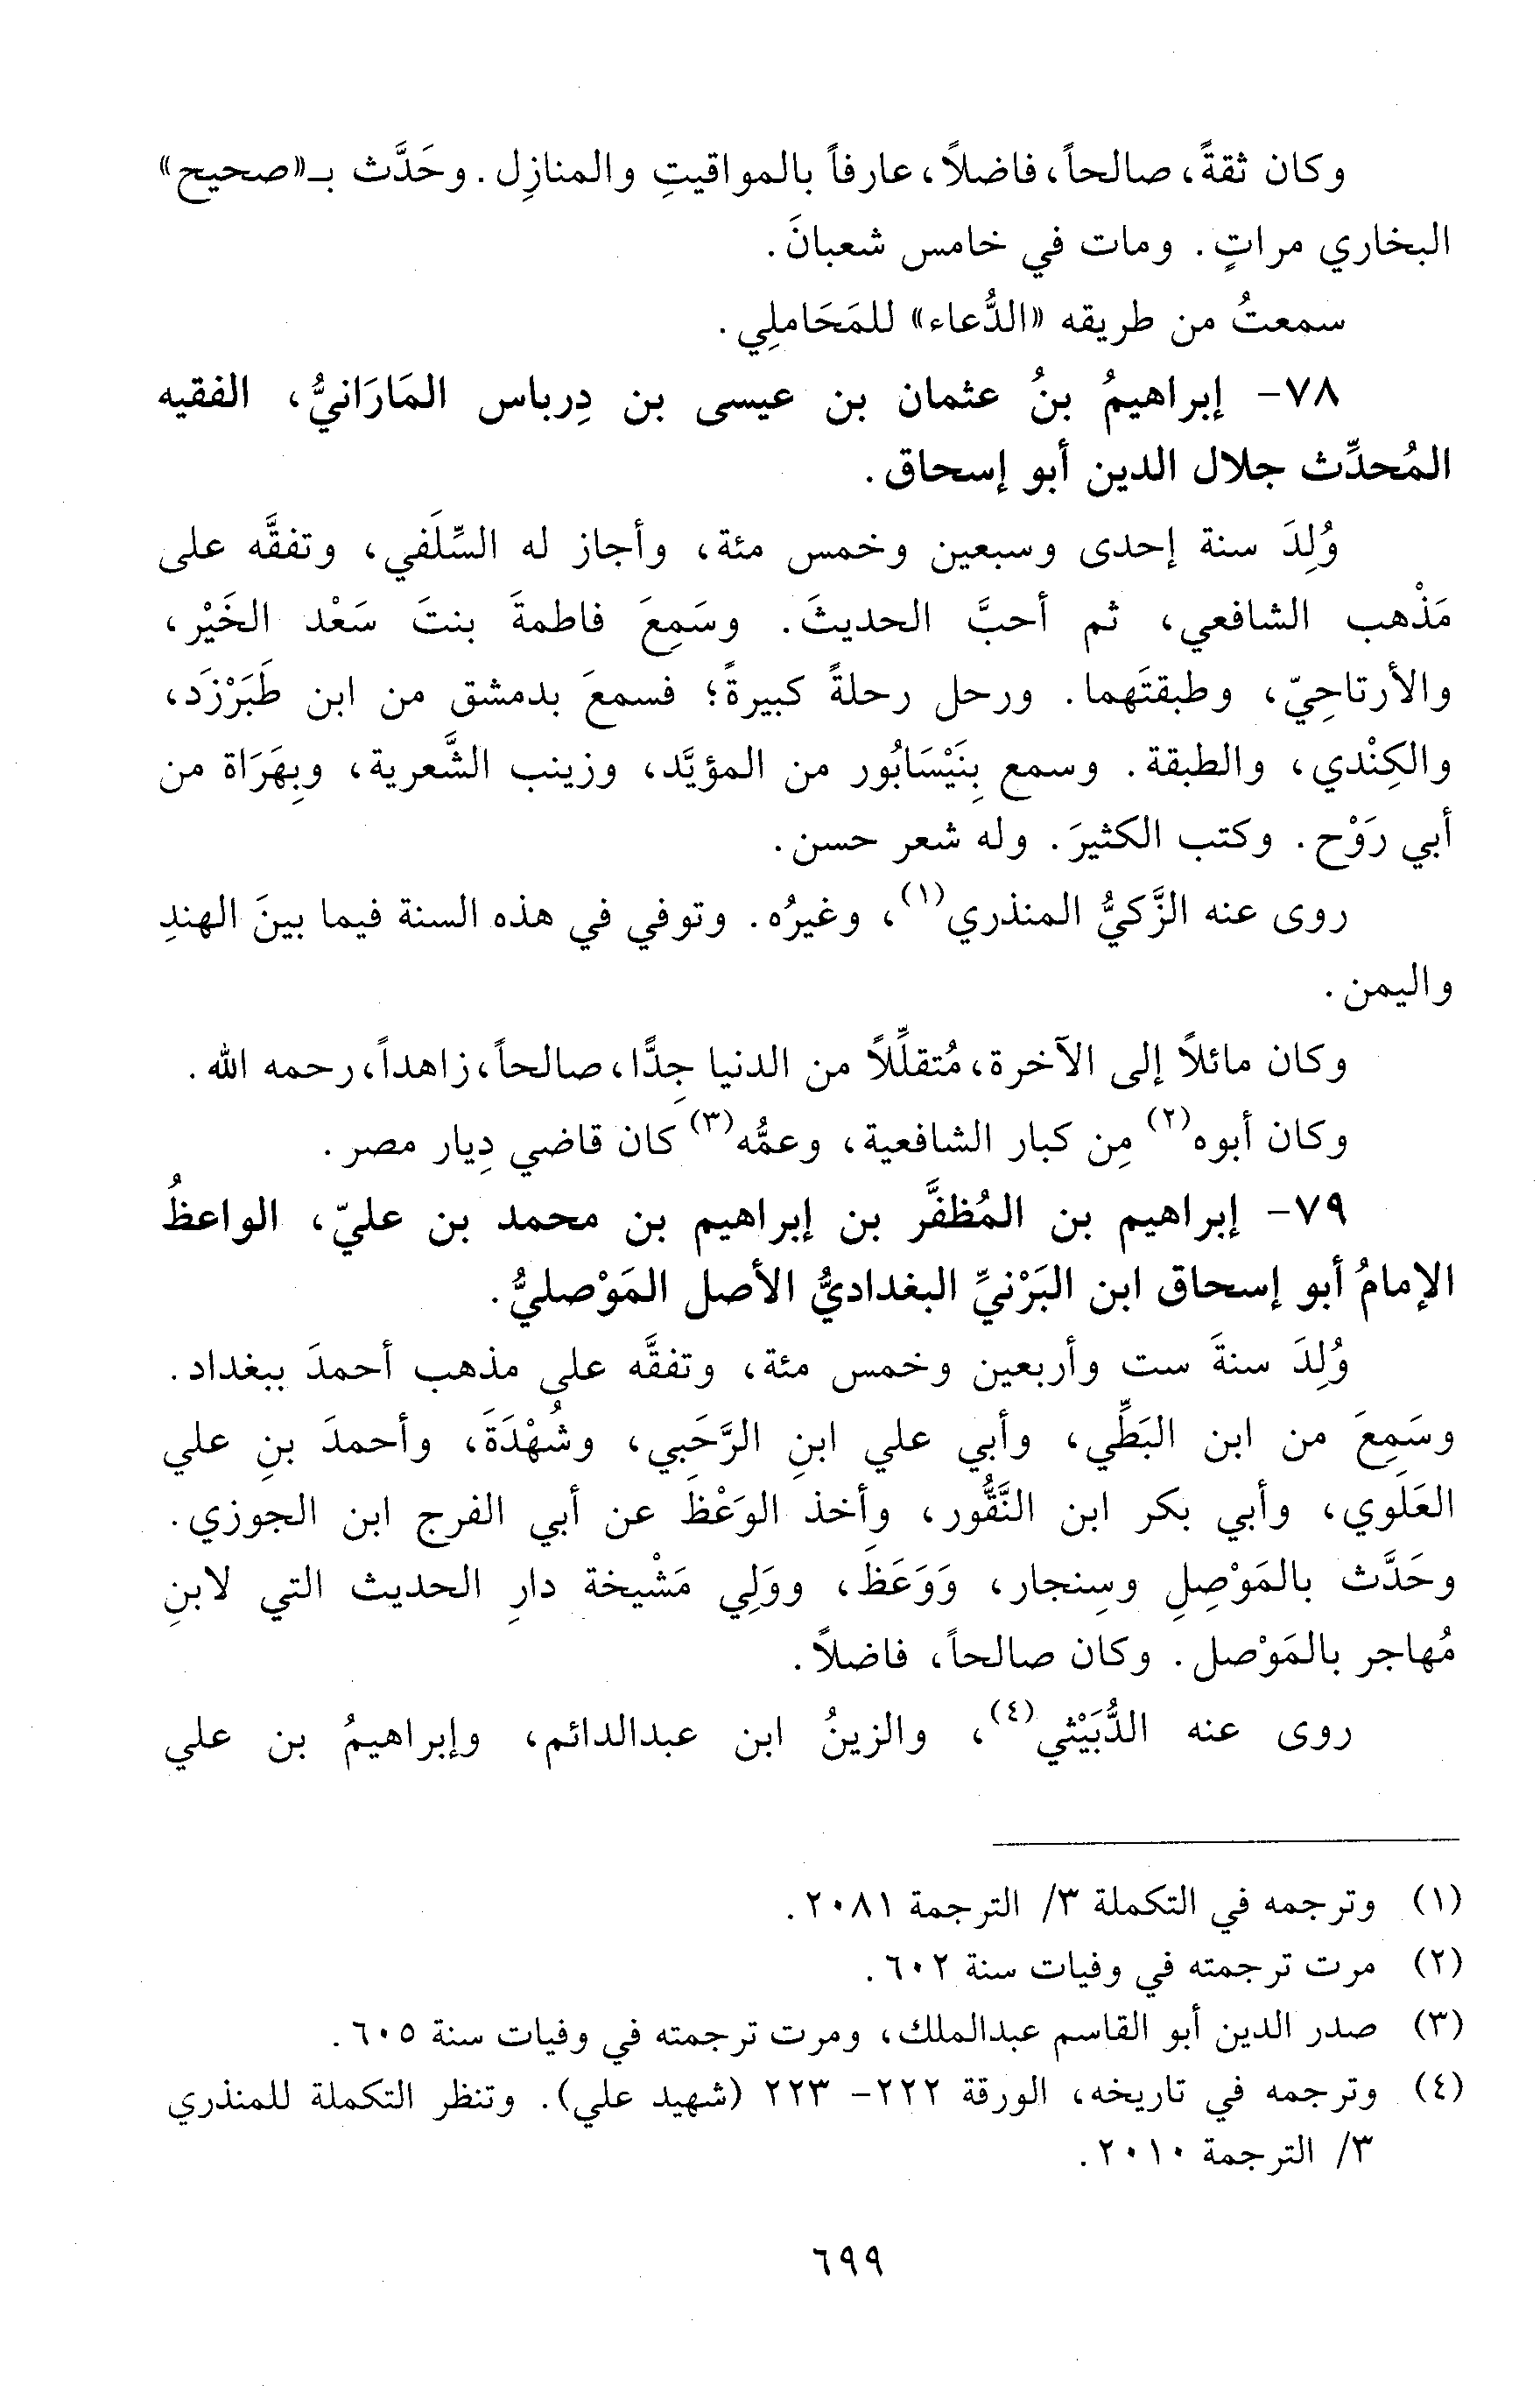 وكان ثقةً، صالحاً، فاضلاً، عارفاً بالمواقيتِ والمنازِل. وحَدَّث بـ«صحيح»
البخاري مراتٍ. ومات في خامس شعبانَ.
سمعتُ من طريقه «الدُّعاء» للمَحَاملِي.
٧٨- إبراهيمُ بنُ عثمان بن عيسى بن دِرباس المَارَانيُّ، الفقيه
المُحدِّث جلال الدين أبو إسحاق.
وُلِدَ سنة إحدى وسبعين وخمس مئة، وأجاز له السِّلَفي، وتفقَّه على
مَذْهب الشافعي، ثم أحبَّ الحديثَ. وسَمِعَ فاطمةَ بنتَ سَعْد الخَيْر،
والأرتاحِيّ، وطبقتَهما. ورحل رحلةً كبيرةً؛ فسمعَ بدمشق من ابن طَبَرْزَد،
والكِنْدي، والطبقة. وسمع بِنَيْسَابُور من المؤيَّد، وزينب الشَّعرية، وبِهَرَاة من
أبي رَوْح. وكتب الكثيرَ. وله شعر حسن.
روى عنه الزَّكيُّ المنذري(١)، وغيرُه. وتوفي في هذه السنة فيما بينَ الهندِ
واليمن.
وكان مائلاً إلى الآخرة، مُتقلِّلاً من الدنيا جِدًّا، صالحاً، زاهداً، رحمه الله.
وكان أبوه(٢) مِن كبار الشافعية، وعمُّه(٣) كان قاضي دِيار مصر.
٧٩- إبراهيم بن المُظفَّر بن إبراهيم بن محمد بن عليّ، الواعظُ
الإمامُ أبو إسحاق ابن البَرْنيِّ البغداديُّ الأصل المَوْصليُّ.
وُلِدَ سنةَ ست وأربعين وخمس مئة، وتفقَّه على مذهب أحمدَ ببغداد.
وسَمِعَ من ابن البَطِّي، وأبي علي ابنِ الرَّحَبي، وشُهْدَةَ، وأحمدَ بنِ علي
العَلَوي، وأبي بكر ابن النَّقُّور، وأخذ الوَعْظَ عن أبي الفرج ابن الجوزي.
وحَدَّث بالمَوْصِلِ وسِنجار، وَوَعَظَ، ووَلِي مَشْيخة دارِ الحديث التي لابنِ
مُهاجر بالمَوْصل. وكان صالحاً، فاضلاً.
روى عنه الدُّبَيْثي(٤)، والزينُ ابن عبدالدائم، وإبراهيمُ بن علي
(١) وترجمه في التكملة ٣/ الترجمة ٢٠٨١.
(٢) مرت ترجمته في وفيات سنة ٦٠٢.
(٣) صدر الدين أبو القاسم عبدالملك، ومرت ترجمته في وفيات سنة ٦٠٥.
(٤) وترجمه في تاريخه، الورقة ٢٢٢- ٢٢٣ (شهيد علي). وتنظر التكملة للمنذري
٣/ الترجمة ٢٠١٠.
٦٩٩